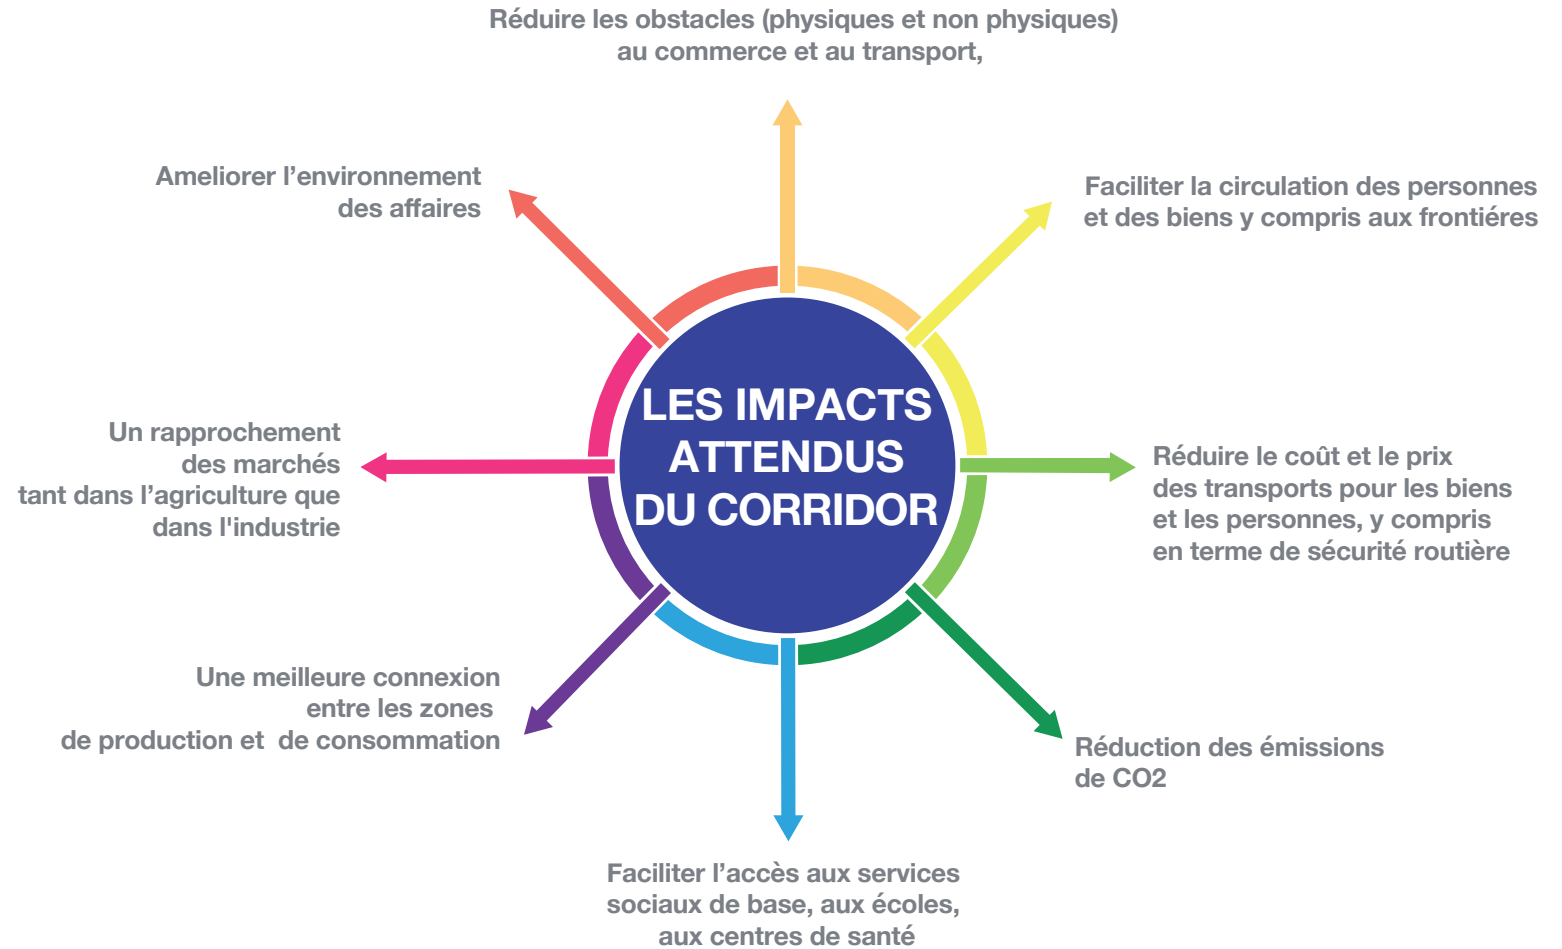 Réduire les obstacles (physiques et non physiques)
au commerce et au transport,
Ameliorer l’environnement
des affaires
Faciliter la circulation des personnes
et des biens y compris aux frontiéres
LES IMPACTS
ATTENDUS
DU CORRIDOR
Un rapprochement
des marchés
tant dans l’agriculture que
dans l'industrie
Réduire le coût et le prix
des transports pour les biens
et les personnes, y compris
en terme de sécurité routière
Une meilleure connexion
entre les zones
de production et  de consommation
Réduction des émissions
de CO2
Faciliter l’accès aux services
sociaux de base, aux écoles,
aux centres de santé